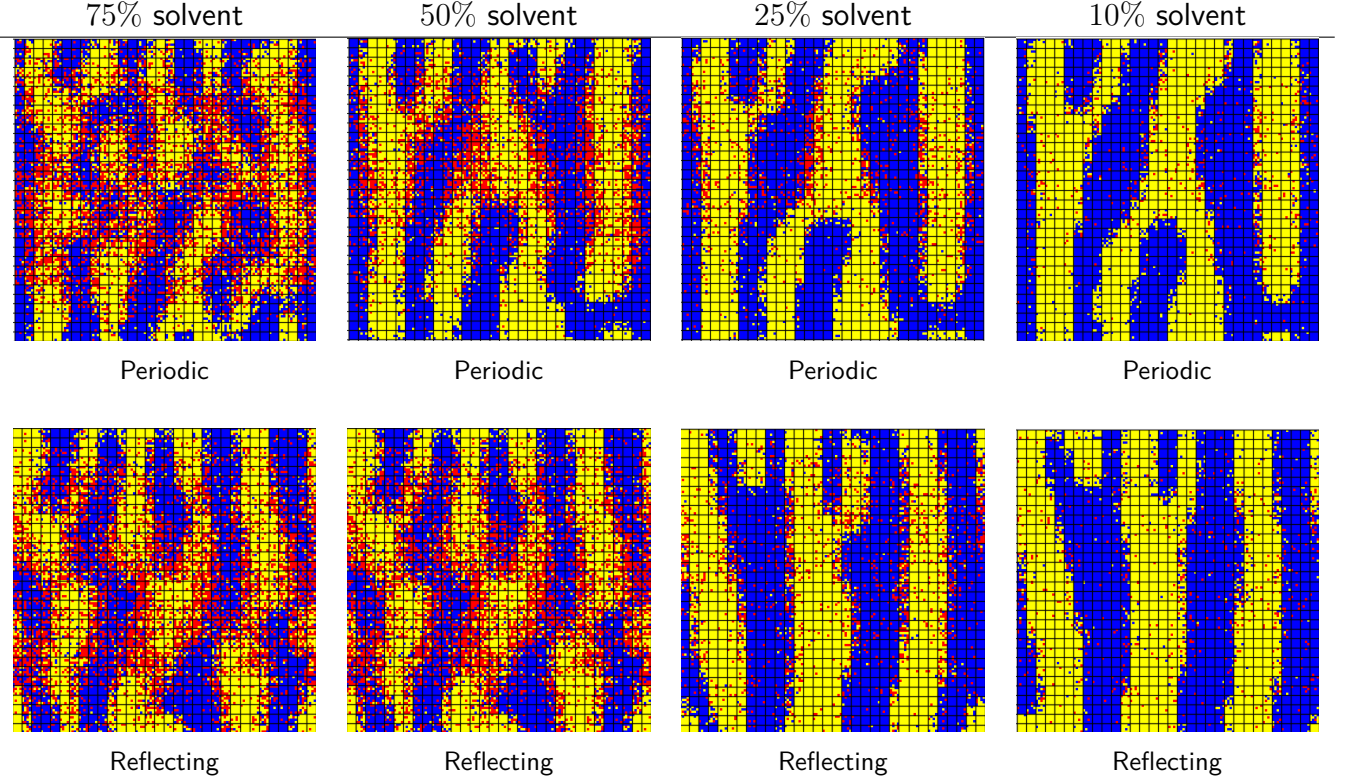 75% solvent 50% solvent 25% solvent 10% solvent
Periodic Periodic Periodic Periodic
Reflecting Reflecting Reflecting Reflecting